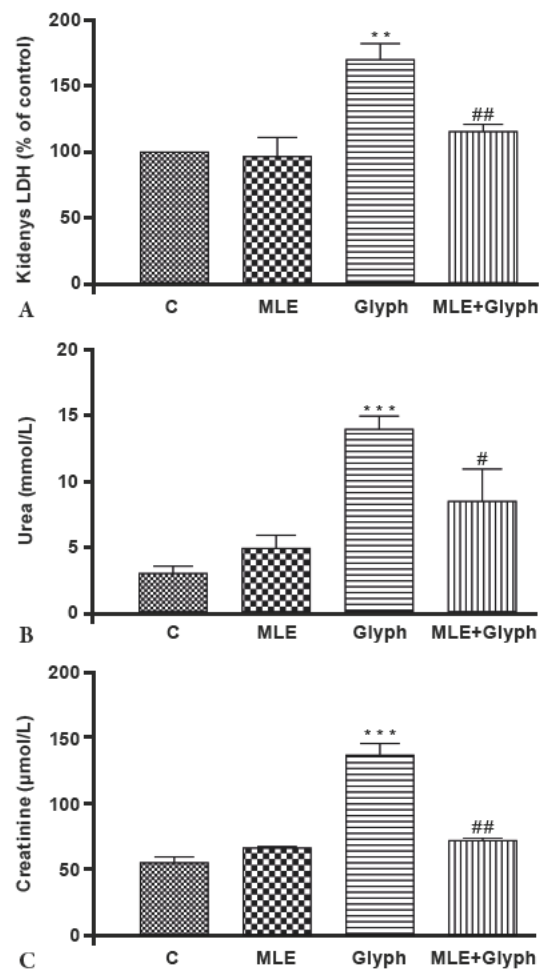 Kidenys LDH (% of control)
200
150
100
50
0
* *
##
C MLE Glyph MLE+Glyph
A
Urea (mmol/L)
20
15
10
5
0
* * *
#
C MLE Glyph MLE+Glyph
B
Creatinine (µmol/L)
200
150
100
50
0
* * *
##
C MLE Glyph MLE+Glyph
C